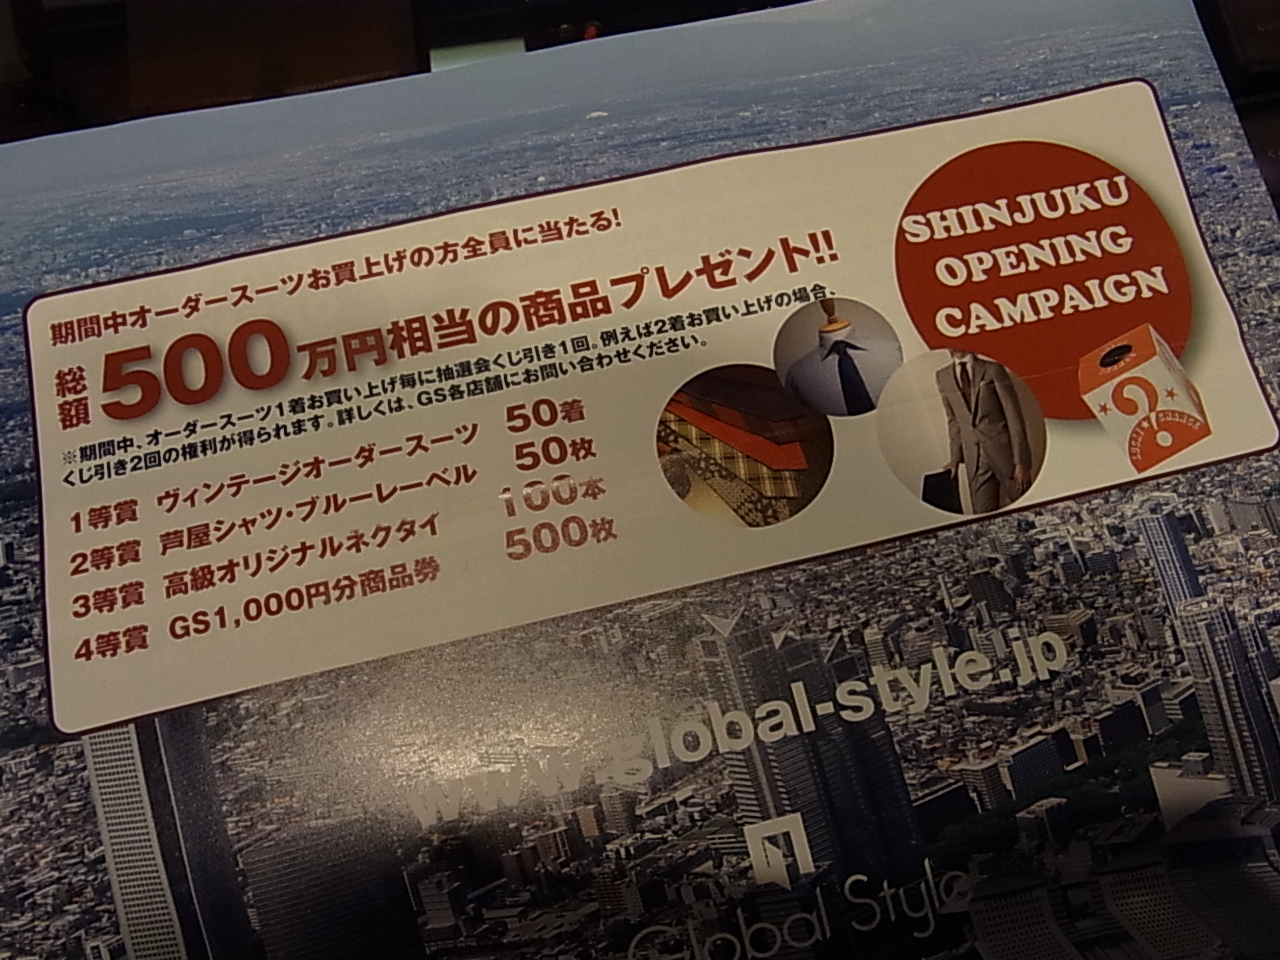 期間中オーダースーツお買上げの方全員に当たる!
総額500万円相当の商品プレゼント!!
※期間中、オーダースーツ1着お買い上げ毎に抽選会くじ引き1回。例えば2着お買い上げの場合、
くじ引き2回の権利が得られます。詳しくは、GS各店舗にお問い合わせください。
1等賞 ヴィンテージオーダースーツ 50着
2等賞 芦屋シャツ・ブルーレーベル 50枚
3等賞 高級オリジナルネクタイ 100本
4等賞 GS1,000円分商品券 500枚
SHINJUKU
OPENING
CAMPAIGN
?
LUCKY CHANCE
www.global-style.jp
Global Style